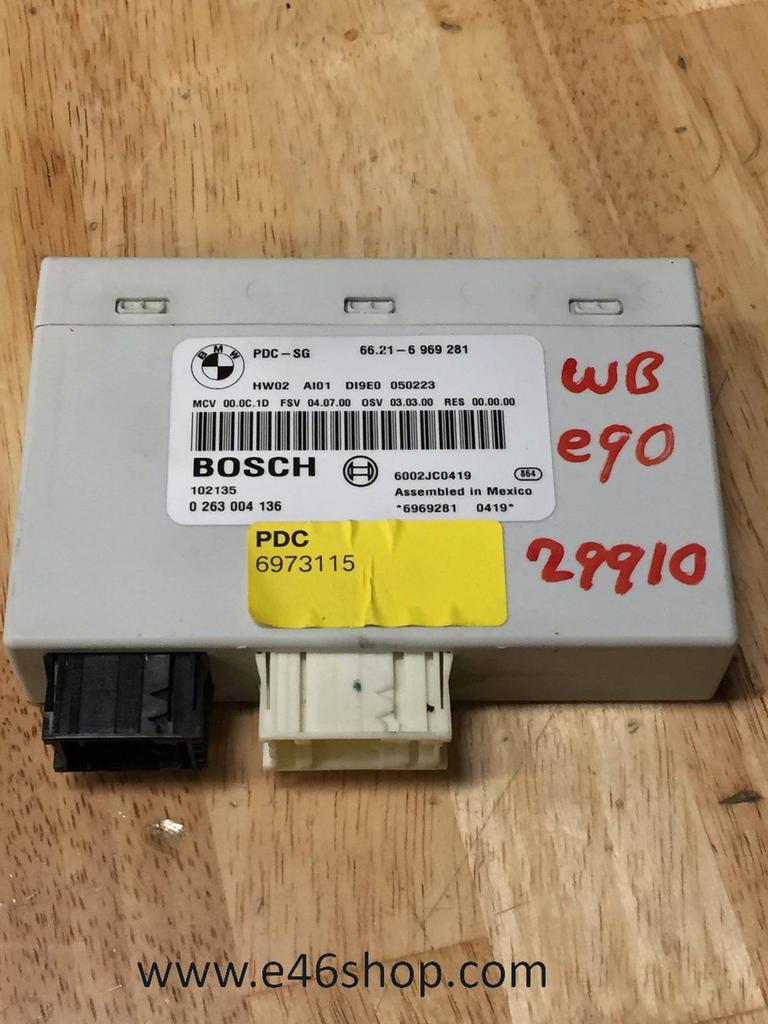 BMW
PDC-SG 66.21-6 969 281
HW02 AI01 DI9E0 050223
MCV 00.0C.1D FSV 04.07.00 OSV 03.03.00 RES 00.00.00
BOSCH
6002JC0419 864
102135 Assembled in Mexico
0 263 004 136 *6969281 0419*
PDC
6973115
WB
e90
29910
www.e46shop.com